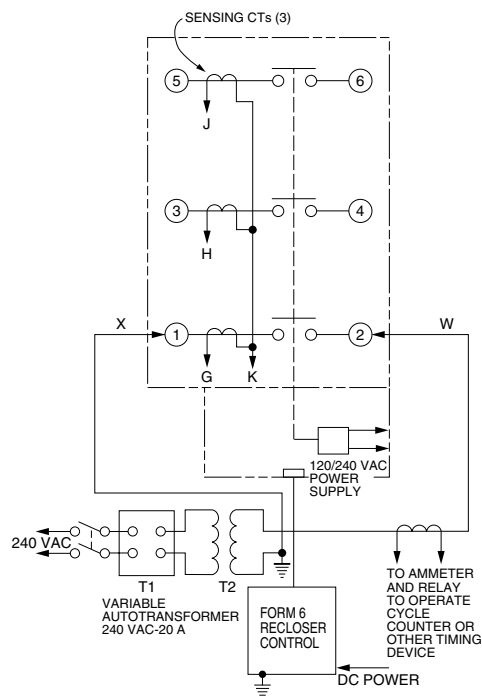 SENSING CTs (3)
5
6
J
3
4
H
X
1
2
W
G
K
120/240 VAC
POWER
SUPPLY
240 VAC
T1
T2
VARIABLE
AUTOTRANSFORMER
240 VAC-20 A
FORM 6
RECLOSER
CONTROL
TO AMMETER
AND RELAY
TO OPERATE
CYCLE
COUNTER OR
OTHER TIMING
DEVICE
DC POWER